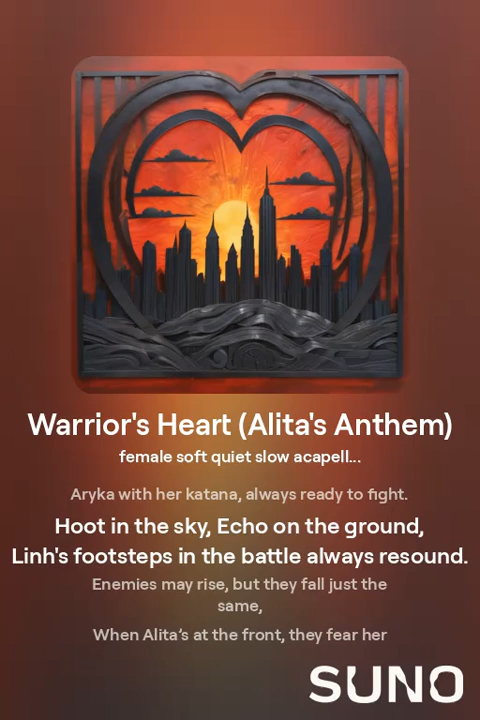 Warrior's Heart (Alita's Anthem)
female soft quiet slow acapell...
Aryka with her katana, always ready to fight.
Hoot in the sky, Echo on the ground,
Linh's footsteps in the battle always resound.
Enemies may rise, but they fall just the
same,
When Alita’s at the front, they fear her
SUNO